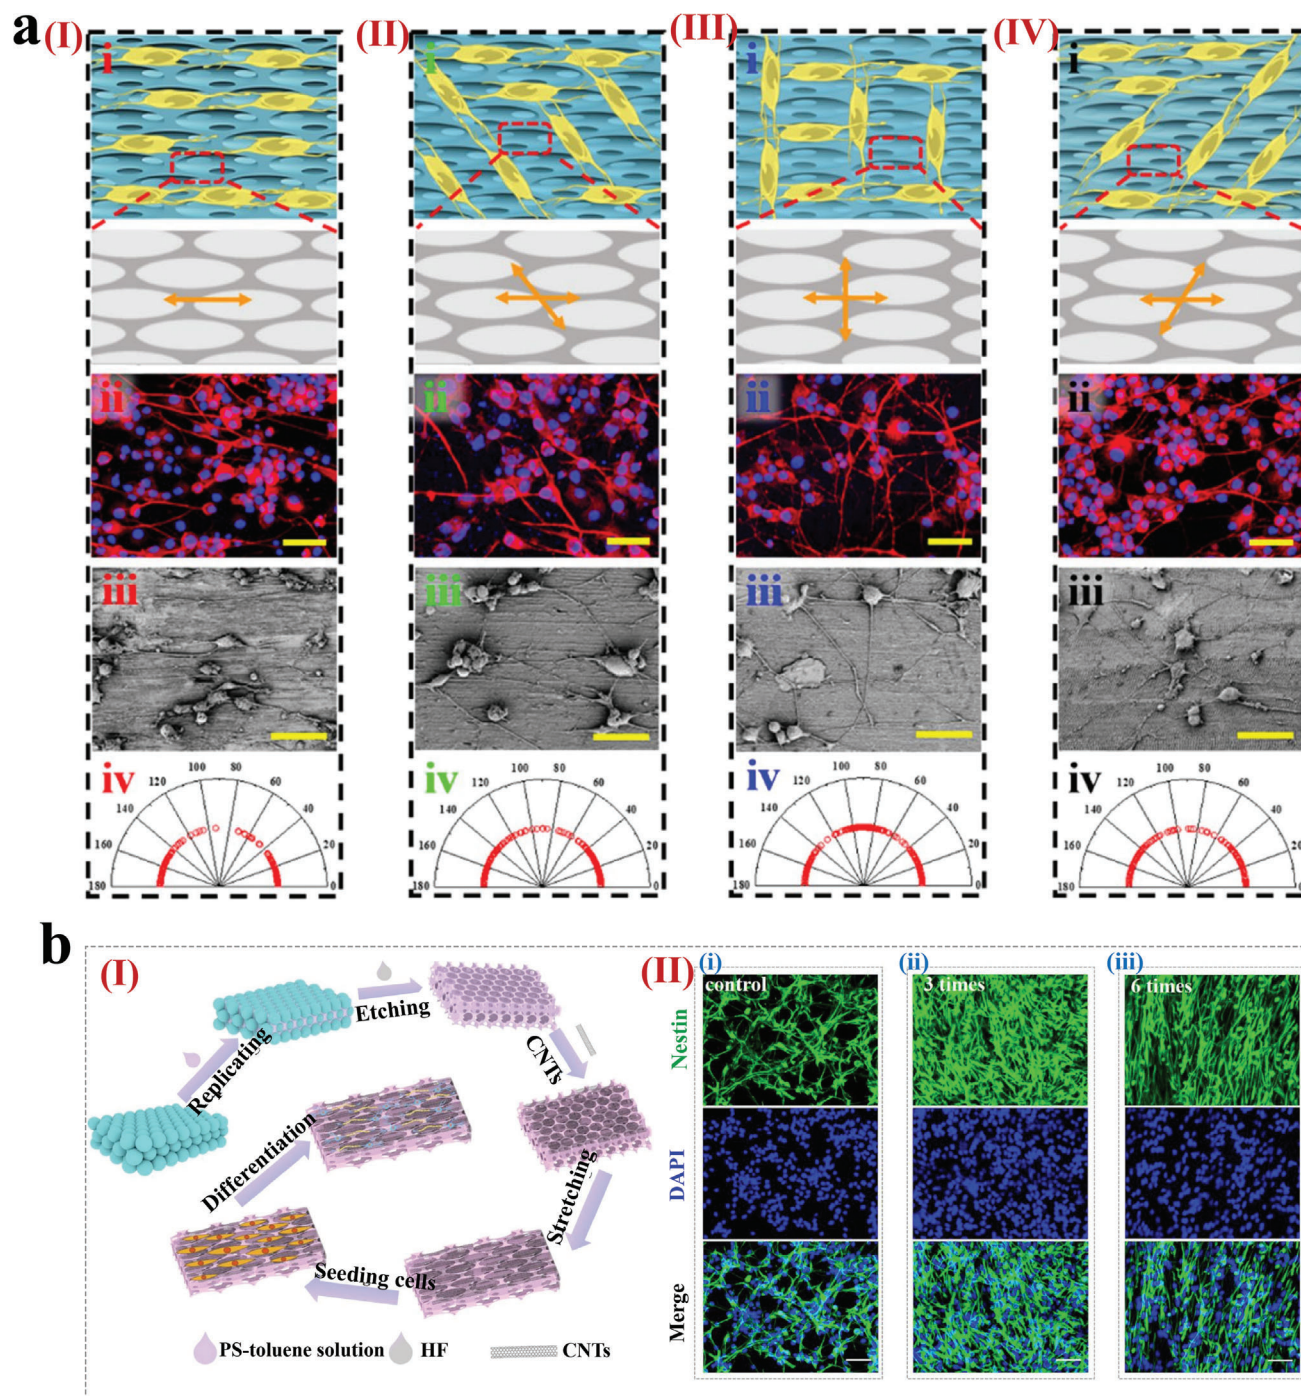 a
(I)
(II)
(III)
(IV)
i
i
i
i
ii
ii
ii
ii
iii
iii
iii
iii
iv
180 160 140 120 100 80 60 40 20 0
iv
180 160 140 120 100 80 60 40 20 0
iv
180 160 140 120 100 80 60 40 20 0
iv
180 160 140 120 100 80 60 40 20
b
(I)
Replicating
Etching
CNTs
Stretching
Seeding cells
Differentiation
PS-toluene solution
HF
CNTs
(II)
(i)
(ii)
(iii)
control
3 times
6 times
Nestin
DAPI
Merge